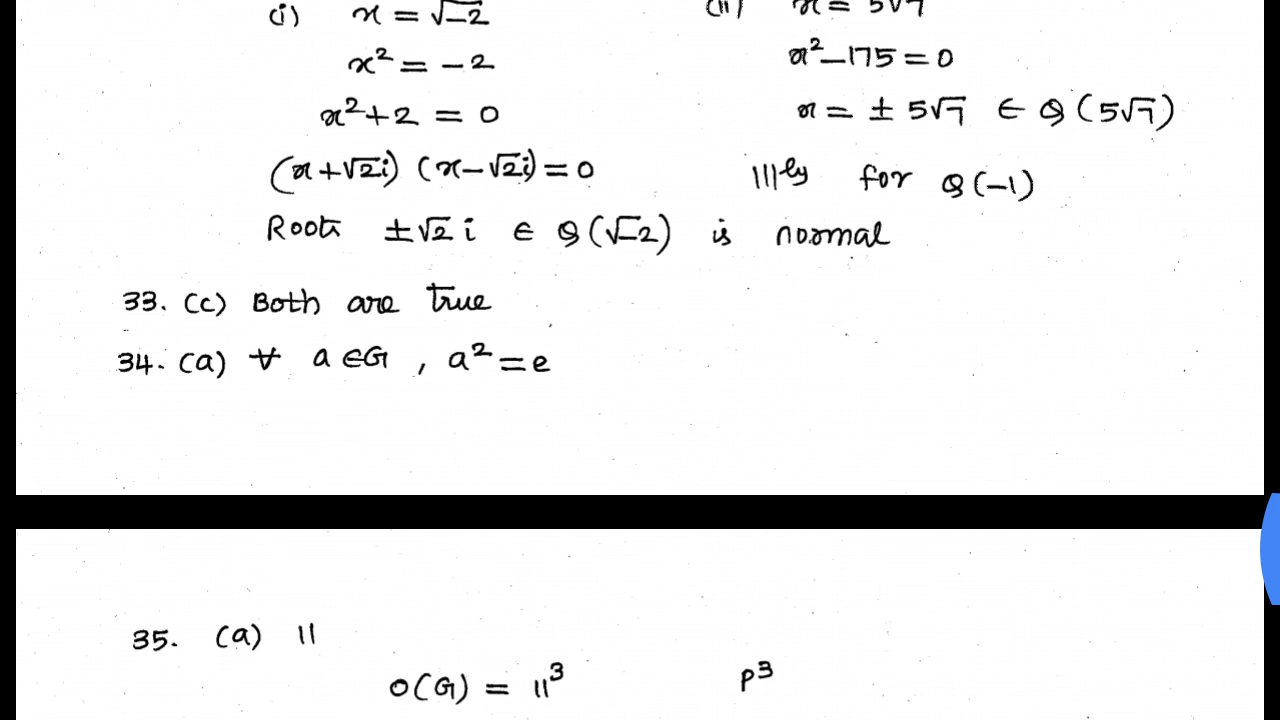 (i) x = √-2
x² = -2
x²+2 = 0
(x+√2i) (x-√2i) = 0
Roots ±√2 i ∈ Q(√-2) is normal
(ii) x = 5√7
x²-175 = 0
x = ± 5√7 ∈ Q(5√7)
|||ly for Q(-1)
33. (c) Both are true
34. (a) ∀ a ∈ G , a² = e
35. (a) 11
O(G) = 11³ p³